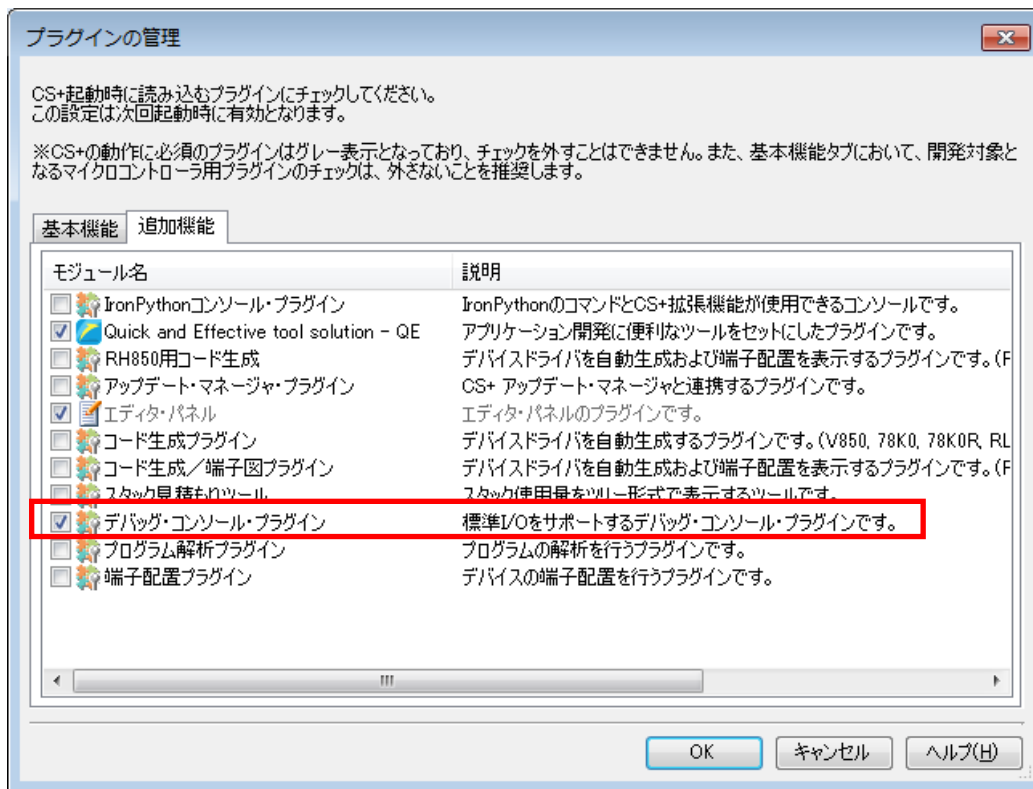 プラグインの管理
CS+起動時に読み込むプラグインにチェックしてください。
この設定は次回起動時に有効となります。
※CS+の動作に必須のプラグインはグレー表示となっており、チェックを外すことはできません。また、基本機能タブにおいて、開発対象と
なるマイクロコントローラ用プラグインのチェックは、外さないことを推奨します。
基本機能 追加機能
モジュール名 説明
IronPythonコンソール・プラグイン IronPythonのコマンドとCS+拡張機能が使用できるコンソールです。
Quick and Effective tool solution - QE アプリケーション開発に便利なツールをセットにしたプラグインです。
RH850用コード生成 デバイスドライバを自動生成および端子配置を表示するプラグインです。(F
アップデート・マネージャ・プラグイン CS+ アップデート・マネージャと連携するプラグインです。
エディタ・パネル エディタ・パネルのプラグインです。
コード生成プラグイン デバイスドライバを自動生成するプラグインです。(V850, 78K0, 78K0R, RL
コード生成／端子図プラグイン デバイスドライバを自動生成および端子配置を表示するプラグインです。(F
スタック見積もりツール スタック使用量をツリー形式で表示するツールです。
デバッグ・コンソール・プラグイン 標準I/Oをサポートするデバッグ・コンソール・プラグインです。
プログラム解析プラグイン プログラムの解析を行うプラグインです。
端子配置プラグイン デバイスの端子配置を行うプラグインです。
OK キャンセル ヘルプ(H)